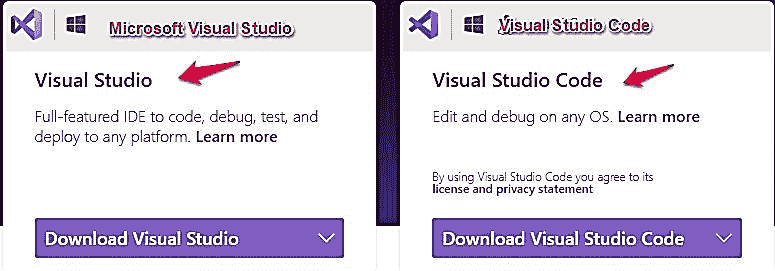 Microsoft Visual Studio
Visual Studio
Full-featured IDE to code, debug, test, and
deploy to any platform. Learn more
Download Visual Studio
Visual Studio Code
Visual Studio Code
Edit and debug on any OS. Learn more
By using Visual Studio Code you agree to its
license and privacy statement
Download Visual Studio Code